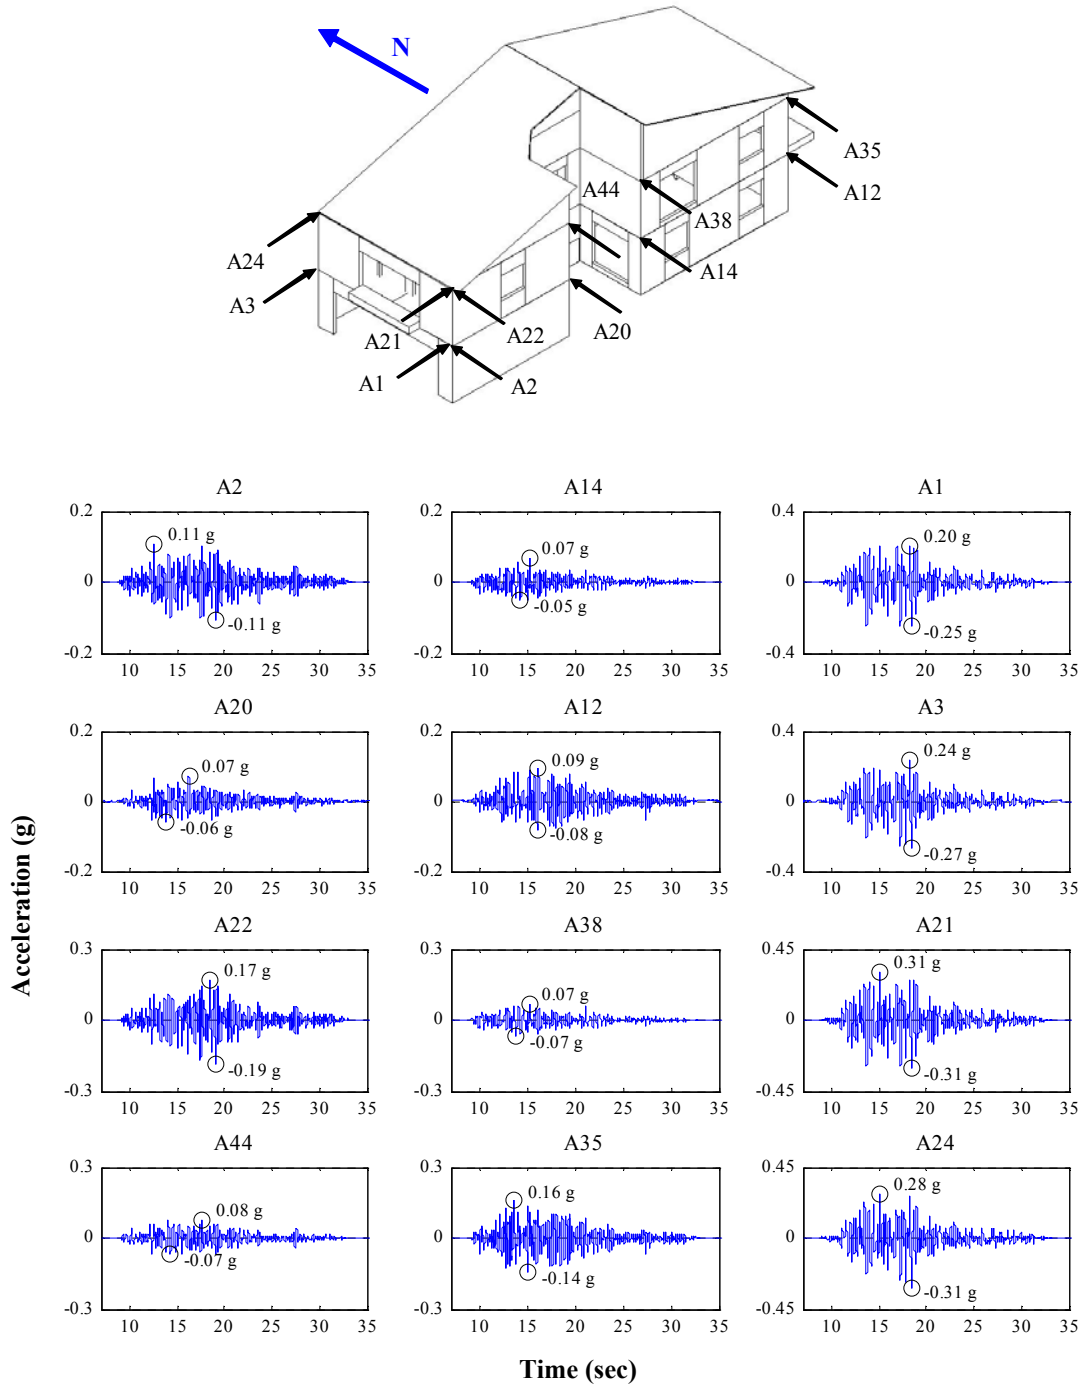 N
A35
A12
A44
A38
A14
A24
A3
A21
A22
A20
A1
A2
A2
A14
A1
0.2
0
-0.2
0.11 g
-0.11 g
10 15 20 25 30 35
0.2
0
-0.2
0.07 g
-0.05 g
10 15 20 25 30 35
0.4
0
-0.4
0.20 g
-0.25 g
10 15 20 25 30 35
A20
A12
A3
0.2
0
-0.2
0.07 g
-0.06 g
10 15 20 25 30 35
0.2
0
-0.2
0.09 g
-0.08 g
10 15 20 25 30 35
0.4
0
-0.4
0.24 g
-0.27 g
10 15 20 25 30 35
Acceleration (g)
A22
A38
A21
0.3
0
-0.3
0.17 g
-0.19 g
10 15 20 25 30 35
0.3
0
-0.3
0.07 g
-0.07 g
10 15 20 25 30 35
0.45
0
-0.45
0.31 g
-0.31 g
10 15 20 25 30 35
A44
A35
A24
0.3
0
-0.3
0.08 g
-0.07 g
10 15 20 25 30 35
0.3
0
-0.3
0.16 g
-0.14 g
10 15 20 25 30 35
0.45
0
-0.45
0.28 g
-0.31 g
10 15 20 25 30 35
Time (sec)